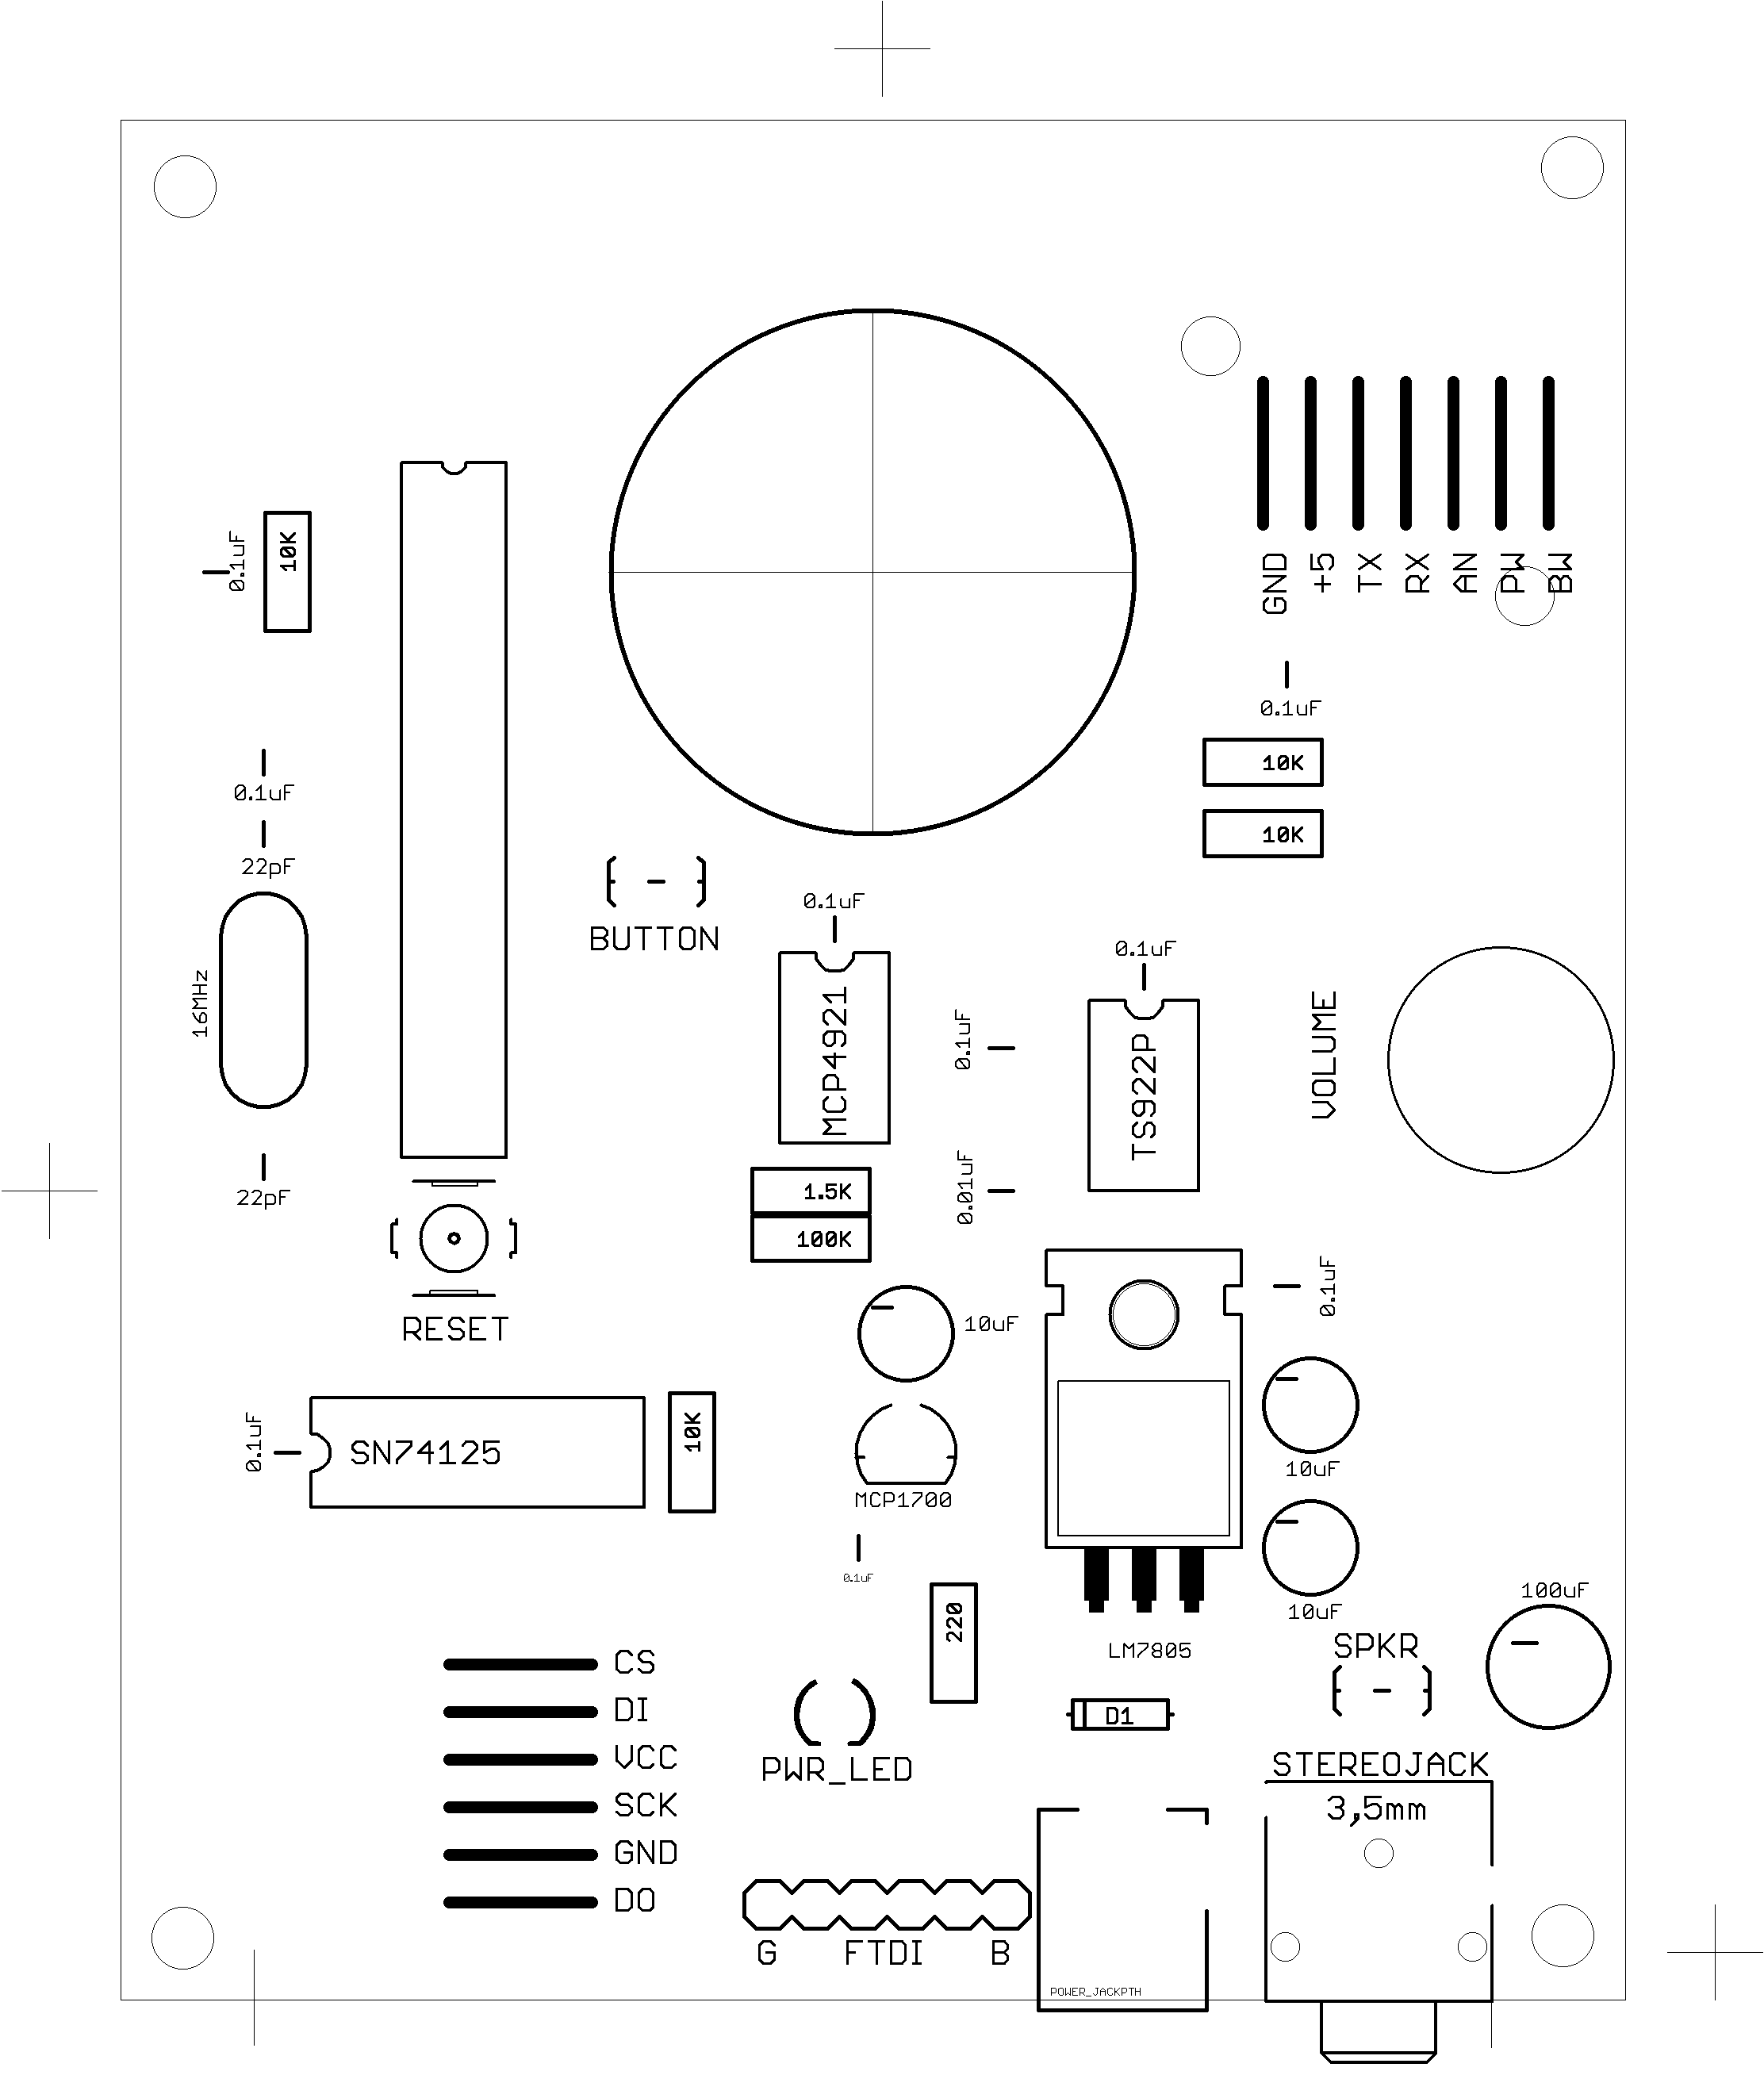 0.1uF
10K
GND
+5
TX
RX
AN
PW
BW
0.1uF
10K
10K
0.1uF
22pF
16MHz
22pF
BUTTON
0.1uF
MCP4921
0.1uF
0.1uF
TS922P
VOLUME
0.01uF
1.5K
100K
RESET
10uF
0.1uF
0.1uF
SN74125
10K
MCP1700
10uF
0.1uF
220
10uF
100uF
LM7805
SPKR
CS
DI
VCC
SCK
GND
DO
D1
PWR_LED
STEREOJACK
3,5mm
G FTDI B
POWER_JACKPTH